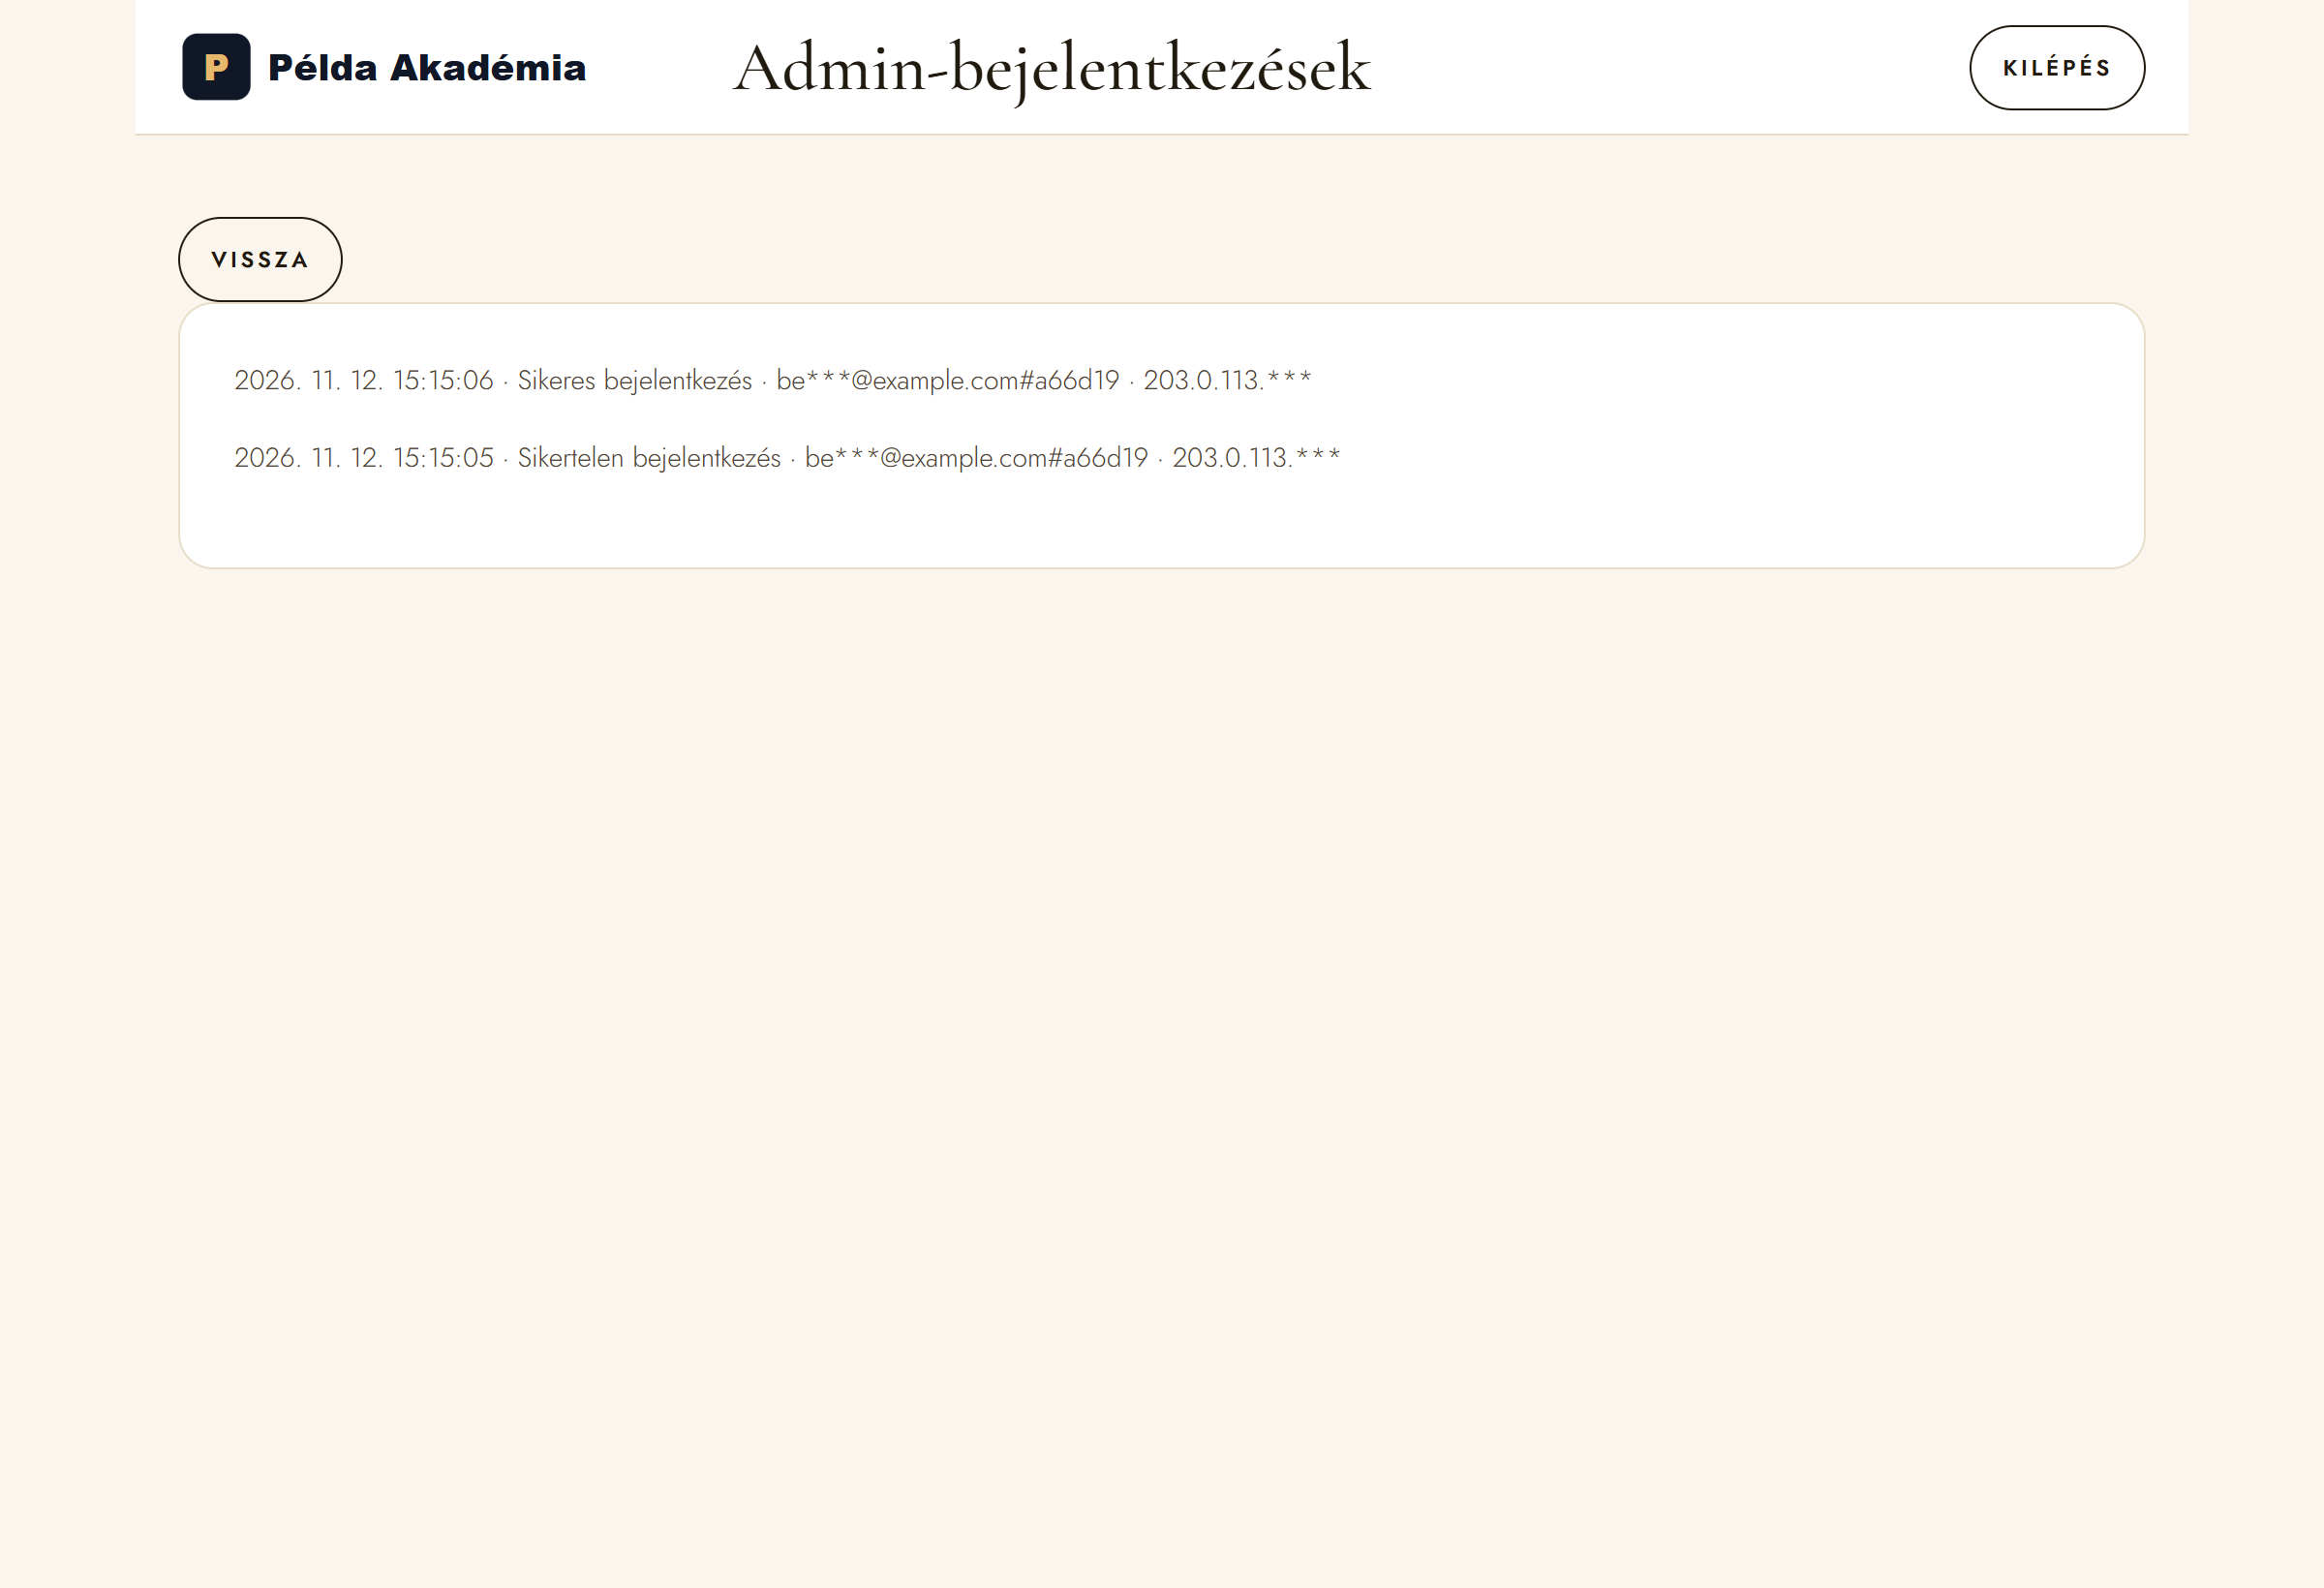 P Példa Akadémia
Admin-bejelentkezések
KILÉPÉS
VISSZA
2026. 11. 12. 15:15:06 · Sikeres bejelentkezés · be***@example.com#a66d19 · 203.0.113.***
2026. 11. 12. 15:15:05 · Sikertelen bejelentkezés · be***@example.com#a66d19 · 203.0.113.***